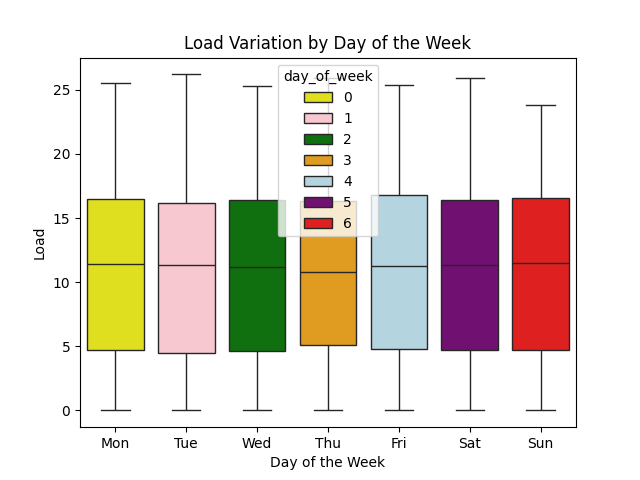 Load Variation by Day of the Week
day_of_week
0
1
2
3
4
5
6
25
20
15
10
5
0
Load
Mon Tue Wed Thu Fri Sat Sun
Day of the Week